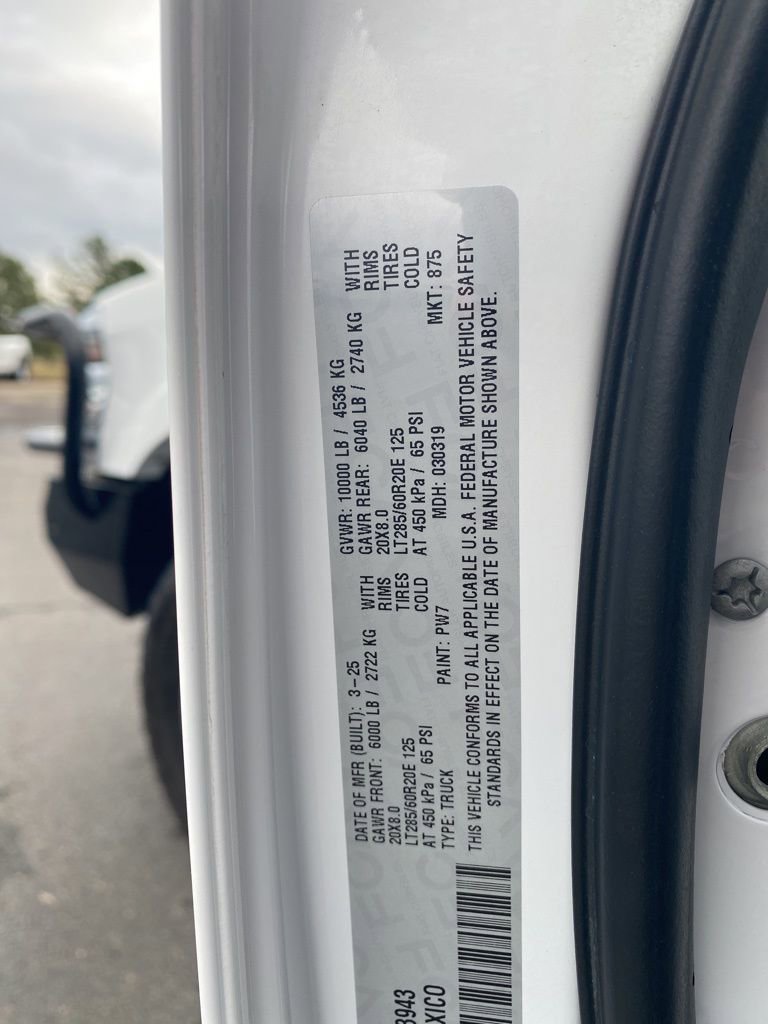 DATE OF MFR (BUILT): 3-25 GVWR: 10000 LB / 4536 KG
GAWR FRONT: 6000 LB / 2722 KG WITH GAWR REAR: 6040 LB / 2740 KG WITH
20X8.0 RIMS 20X8.0 RIMS
LT285/60R20E 125 TIRES LT285/60R20E 125 TIRES
AT 450 kPa / 65 PSI COLD AT 450 kPa / 65 PSI COLD
TYPE: TRUCK PAINT: PW7 MDH: 030319 MKT: 875
THIS VEHICLE CONFORMS TO ALL APPLICABLE U.S.A. FEDERAL MOTOR VEHICLE SAFETY
STANDARDS IN EFFECT ON THE DATE OF MANUFACTURE SHOWN ABOVE.
3943
XICO